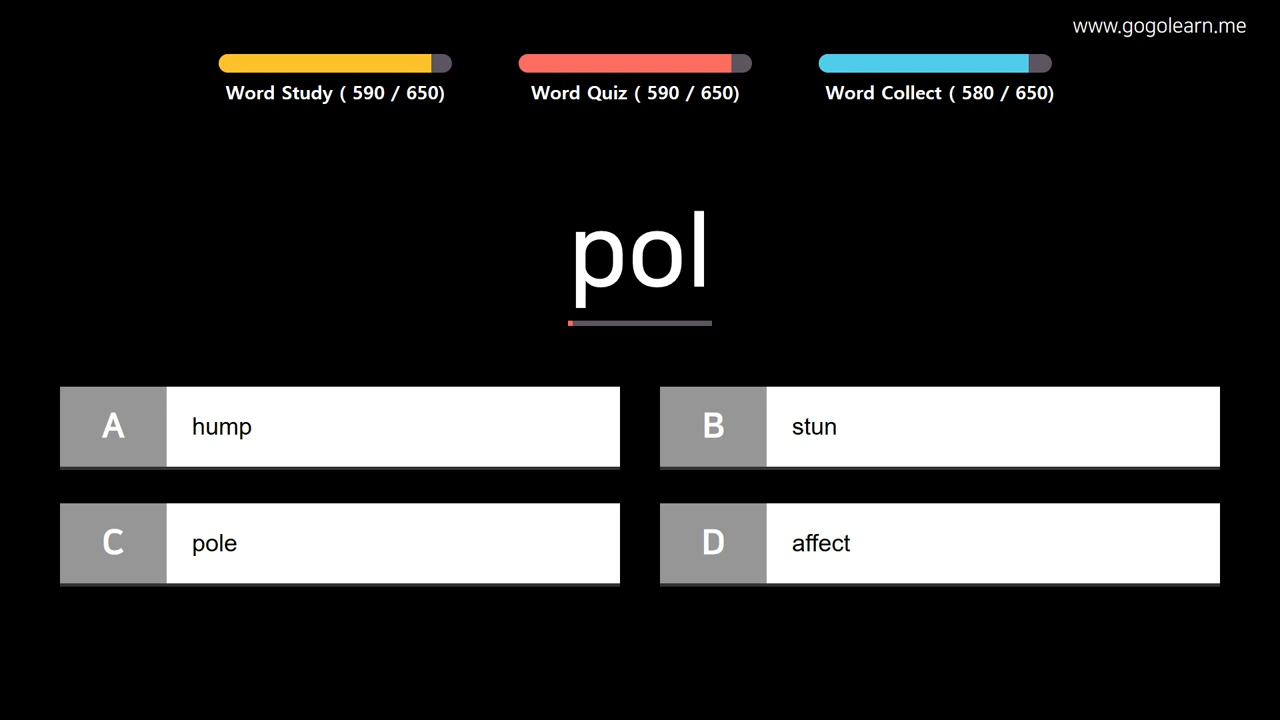 www.gogolearn.me
Word Study ( 590 / 650)
Word Quiz ( 590 / 650)
Word Collect ( 580 / 650)
pol
A hump
B stun
C pole
D affect